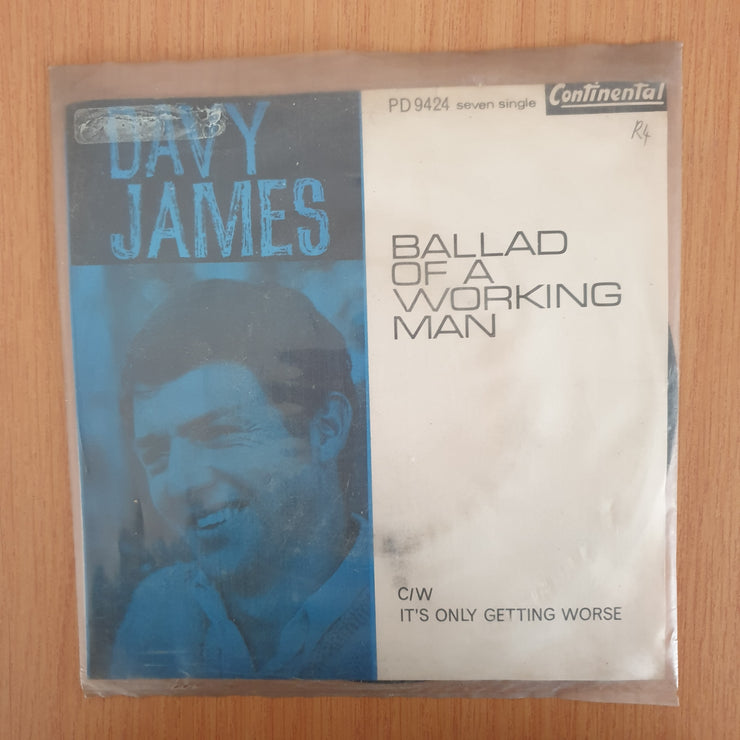 DAVY
JAMES
PD 9424 seven single Continental
R4
BALLAD
OF A
WORKING
MAN
C/W
IT'S ONLY GETTING WORSE